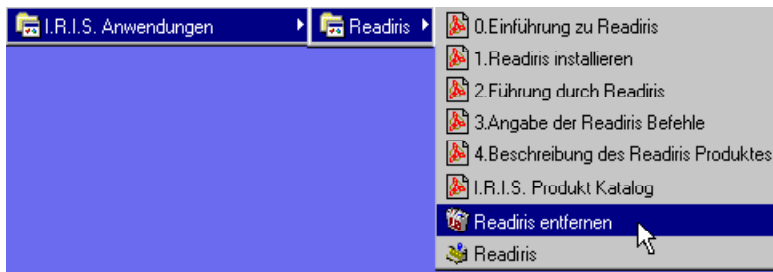 I.R.I.S. Anwendungen
Readiris
0.Einführung zu Readiris
1.Readiris installieren
2.Führung durch Readiris
3.Angabe der Readiris Befehle
4.Beschreibung des Readiris Produktes
I.R.I.S. Produkt Katalog
Readiris entfernen
Readiris